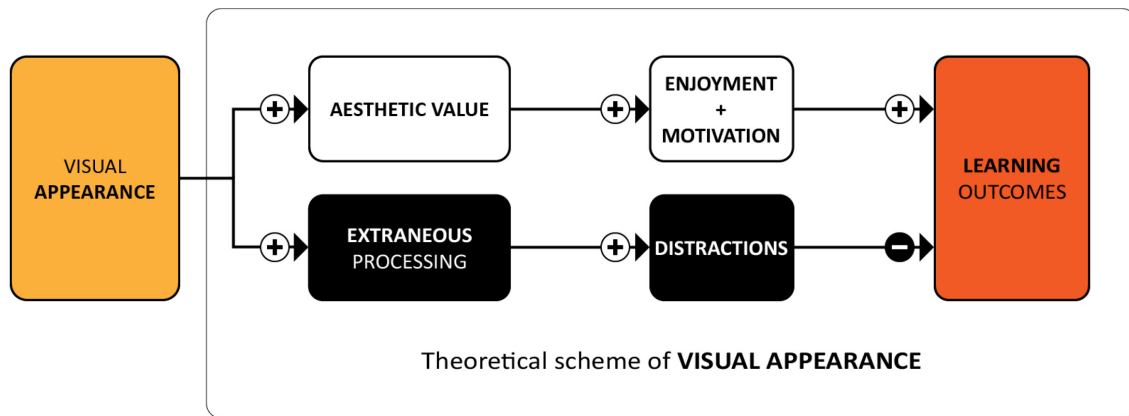 VISUAL
APPEARANCE
AESTHETIC VALUE
ENJOYMENT
+
MOTIVATION
LEARNING
OUTCOMES
EXTRANEOUS
PROCESSING
DISTRACTIONS
+
+
+
+
+
−
Theoretical scheme of VISUAL APPEARANCE